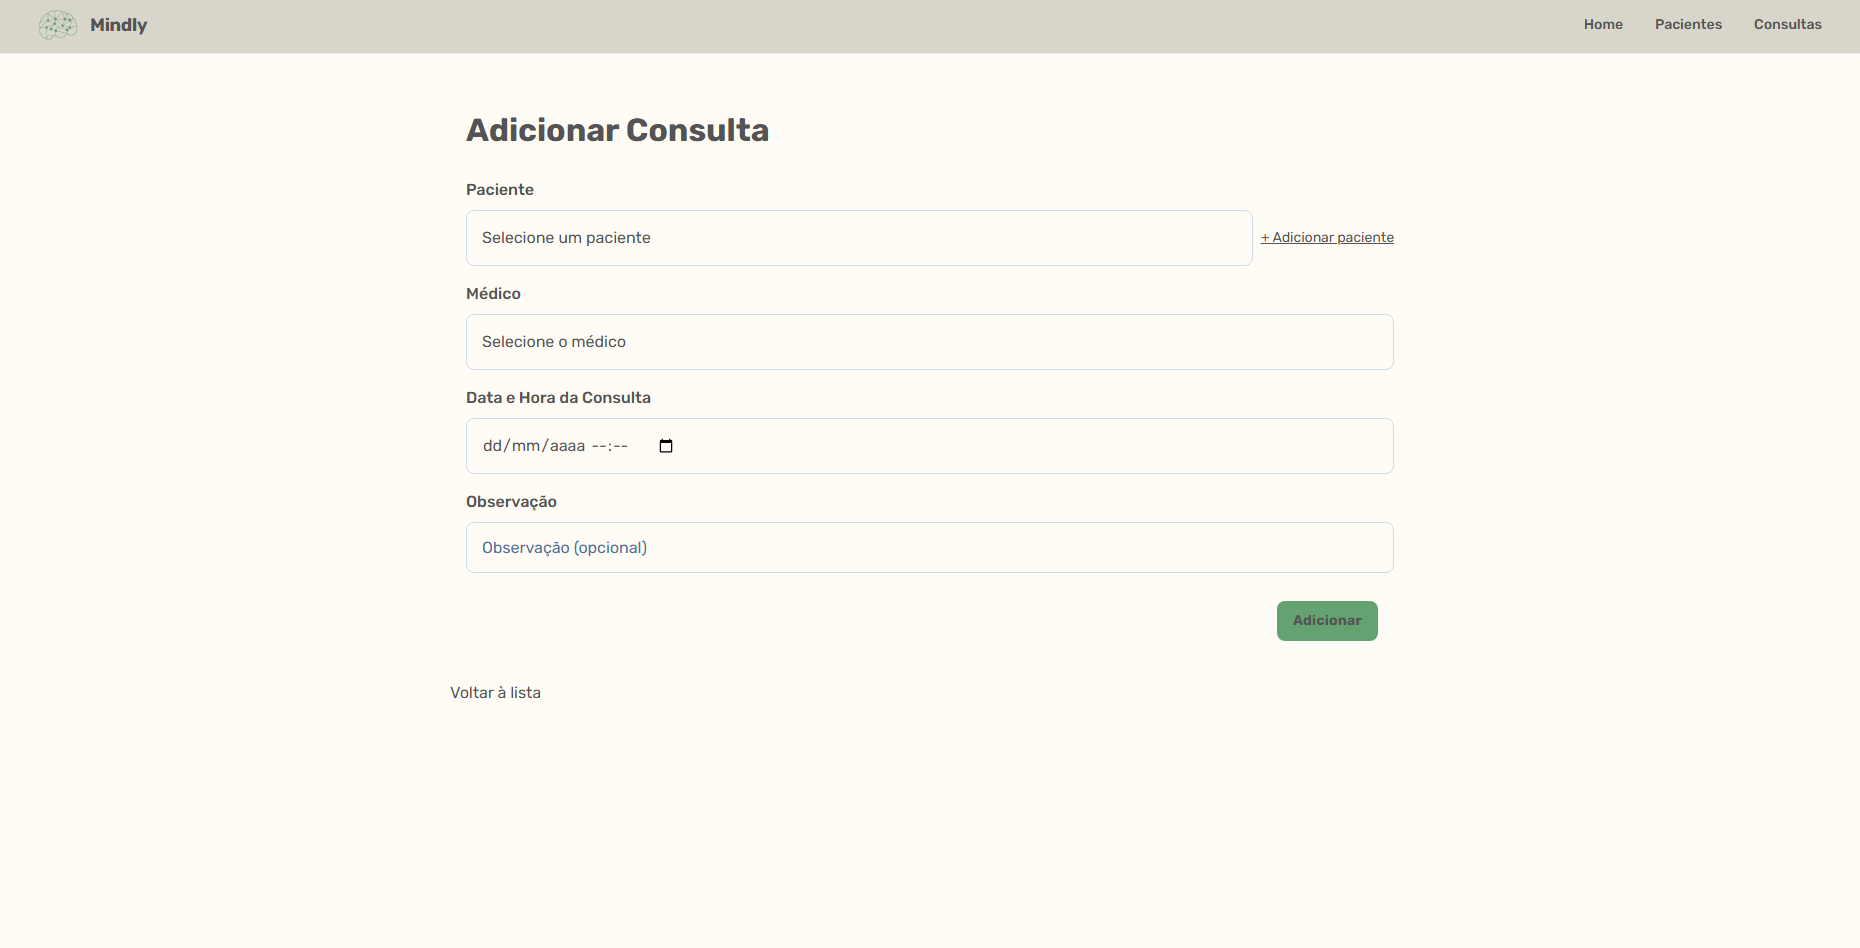 Mindly
Home Pacientes Consultas
Adicionar Consulta
Paciente
Selecione um paciente
+ Adicionar paciente
Médico
Selecione o médico
Data e Hora da Consulta
dd/mm/aaaa --:--
Observação
Observação (opcional)
Adicionar
Voltar à lista